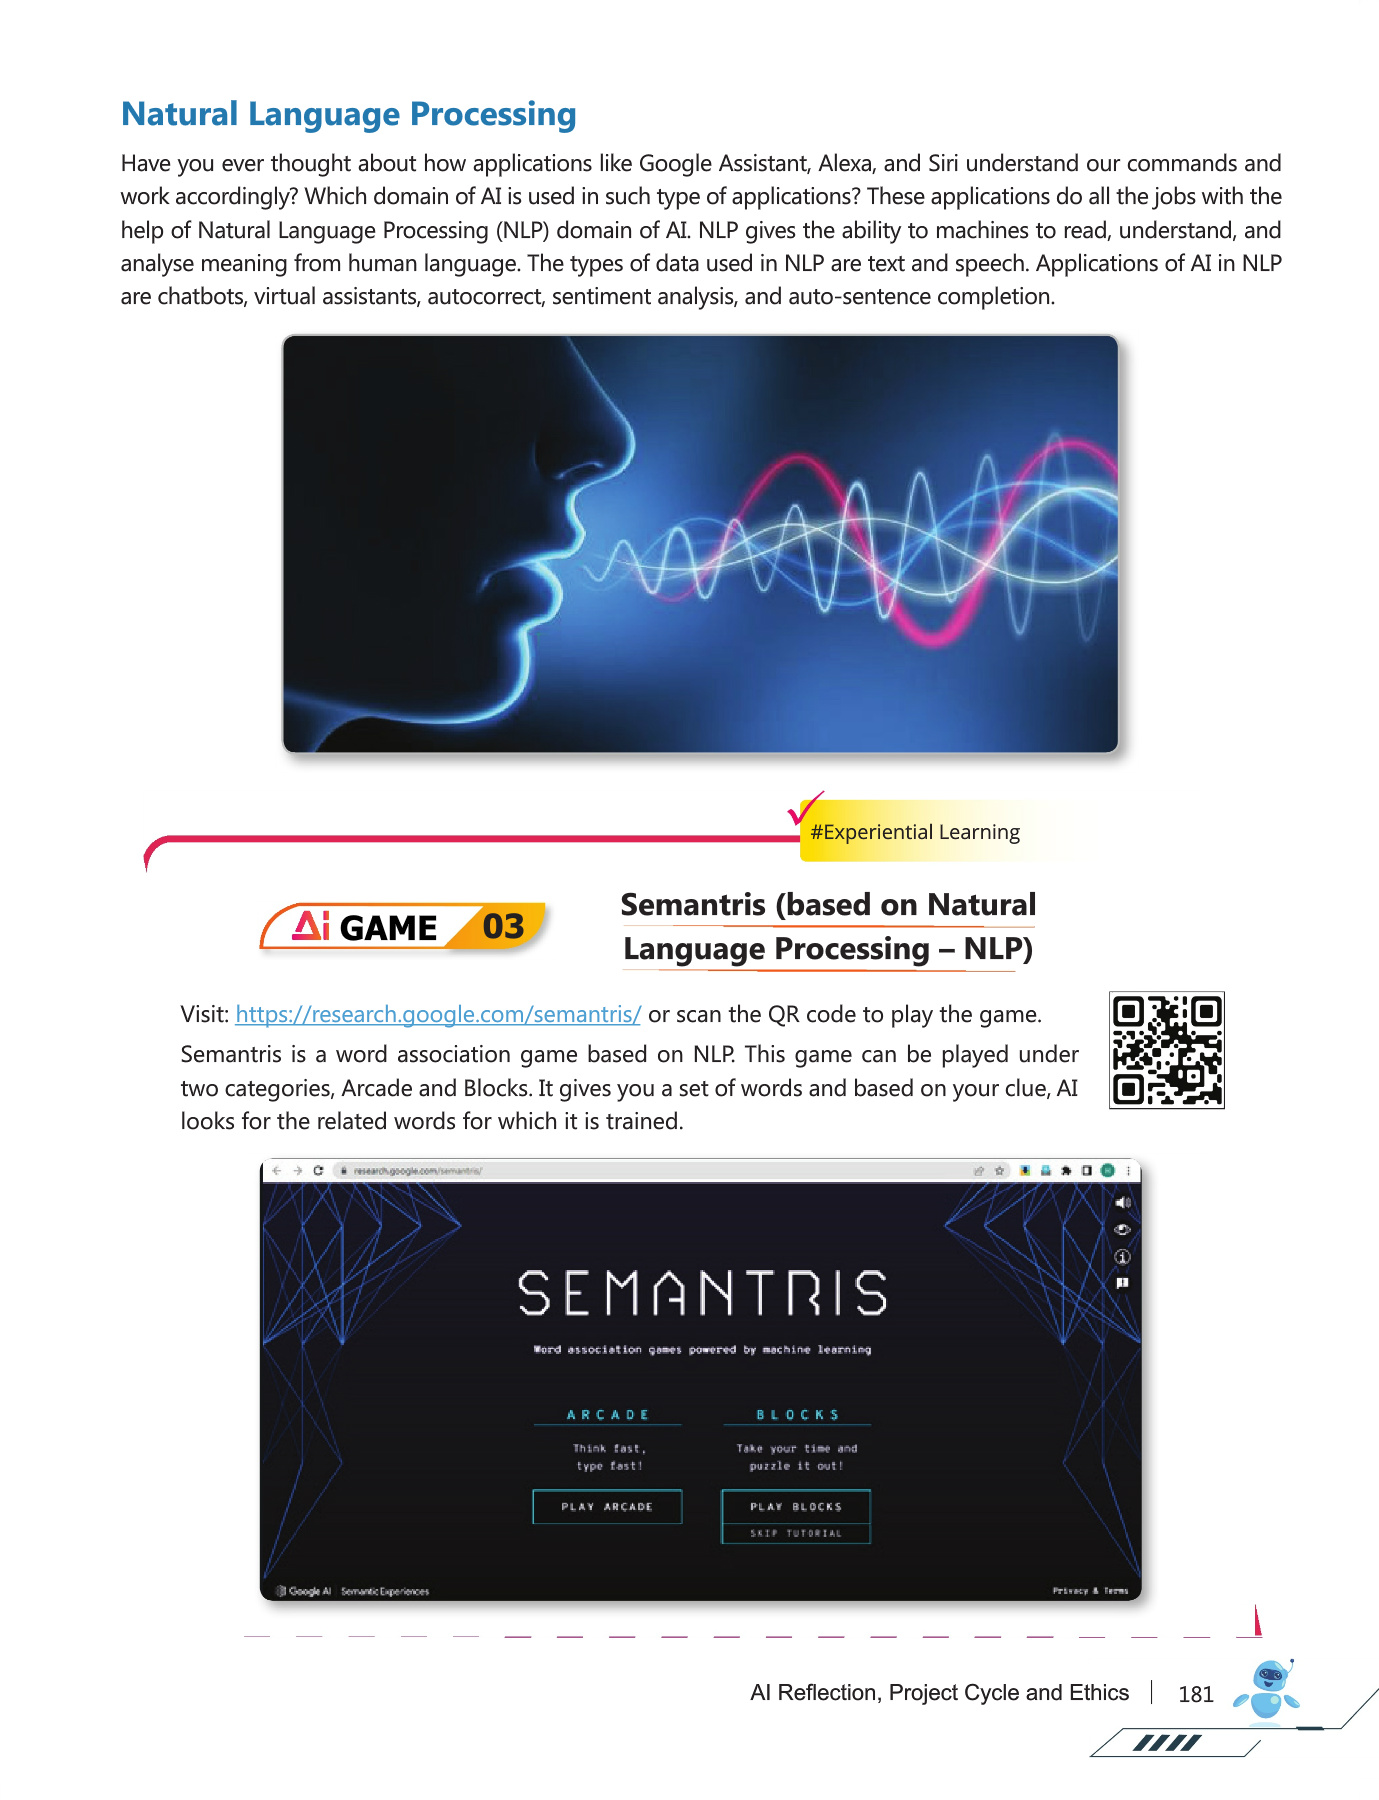 Natural Language Processing
Have you ever thought about how applications like Google Assistant, Alexa, and Siri understand our commands and
work accordingly? Which domain of AI is used in such type of applications? These applications do all the jobs with the
help of Natural Language Processing (NLP) domain of AI. NLP gives the ability to machines to read, understand, and
analyse meaning from human language. The types of data used in NLP are text and speech. Applications of AI in NLP
are chatbots, virtual assistants, autocorrect, sentiment analysis, and auto-sentence completion.
#Experiential Learning
Ai GAME 03
Semantris (based on Natural
Language Processing – NLP)
Visit: https://research.google.com/semantris/ or scan the QR code to play the game.
Semantris is a word association game based on NLP. This game can be played under
two categories, Arcade and Blocks. It gives you a set of words and based on your clue, AI
looks for the related words for which it is trained.
research.google.com/semantris/
SEMANTRIS
Word association games powered by machine learning
ARCADE
Think fast,
type fast!
PLAY ARCADE
BLOCKS
Take your time and
puzzle it out!
PLAY BLOCKS
SKIP TUTORIAL
Google AI Semantic Experiences
Privacy & Terms
AI Reflection, Project Cycle and Ethics 181